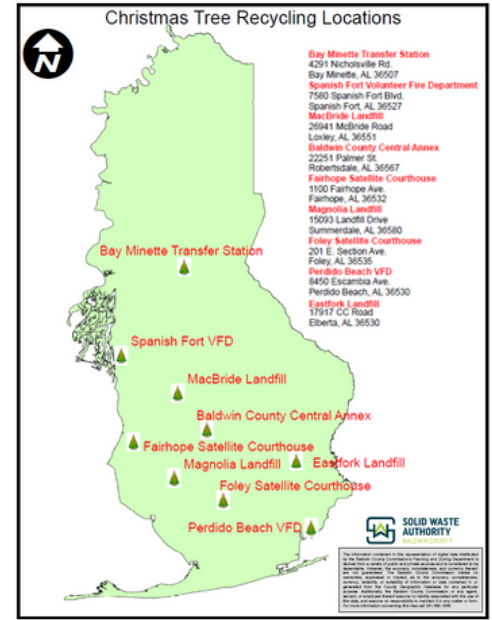 Christmas Tree Recycling Locations
N
Bay Minette Transfer Station
4291 Nicholsville Rd.
Bay Minette, AL 36507
Spanish Fort Volunteer Fire Department
7580 Spanish Fort Blvd.
Spanish Fort, AL 36527
MacBride Landfill
26941 McBride Road
Loxley, AL 36551
Baldwin County Central Annex
22251 Palmer St.
Robertsdale, AL 36567
Fairhope Satellite Courthouse
1100 Fairhope Ave.
Fairhope, AL 36532
Magnolia Landfill
15093 Landfill Drive
Summerdale, AL 36580
Foley Satellite Courthouse
201 E. Section Ave.
Foley, AL 36535
Perdido Beach VFD
8450 Escambia Ave.
Perdido Beach, AL 36530
Eastfork Landfill
17917 CC Road
Elberta, AL 36530
Bay Minette Transfer Station
Spanish Fort VFD
MacBride Landfill
Baldwin County Central Annex
Fairhope Satellite Courthouse
Magnolia Landfill
Eastfork Landfill
Foley Satellite Courthouse
Perdido Beach VFD
SOLID WASTE
AUTHORITY
BALDWIN COUNTY